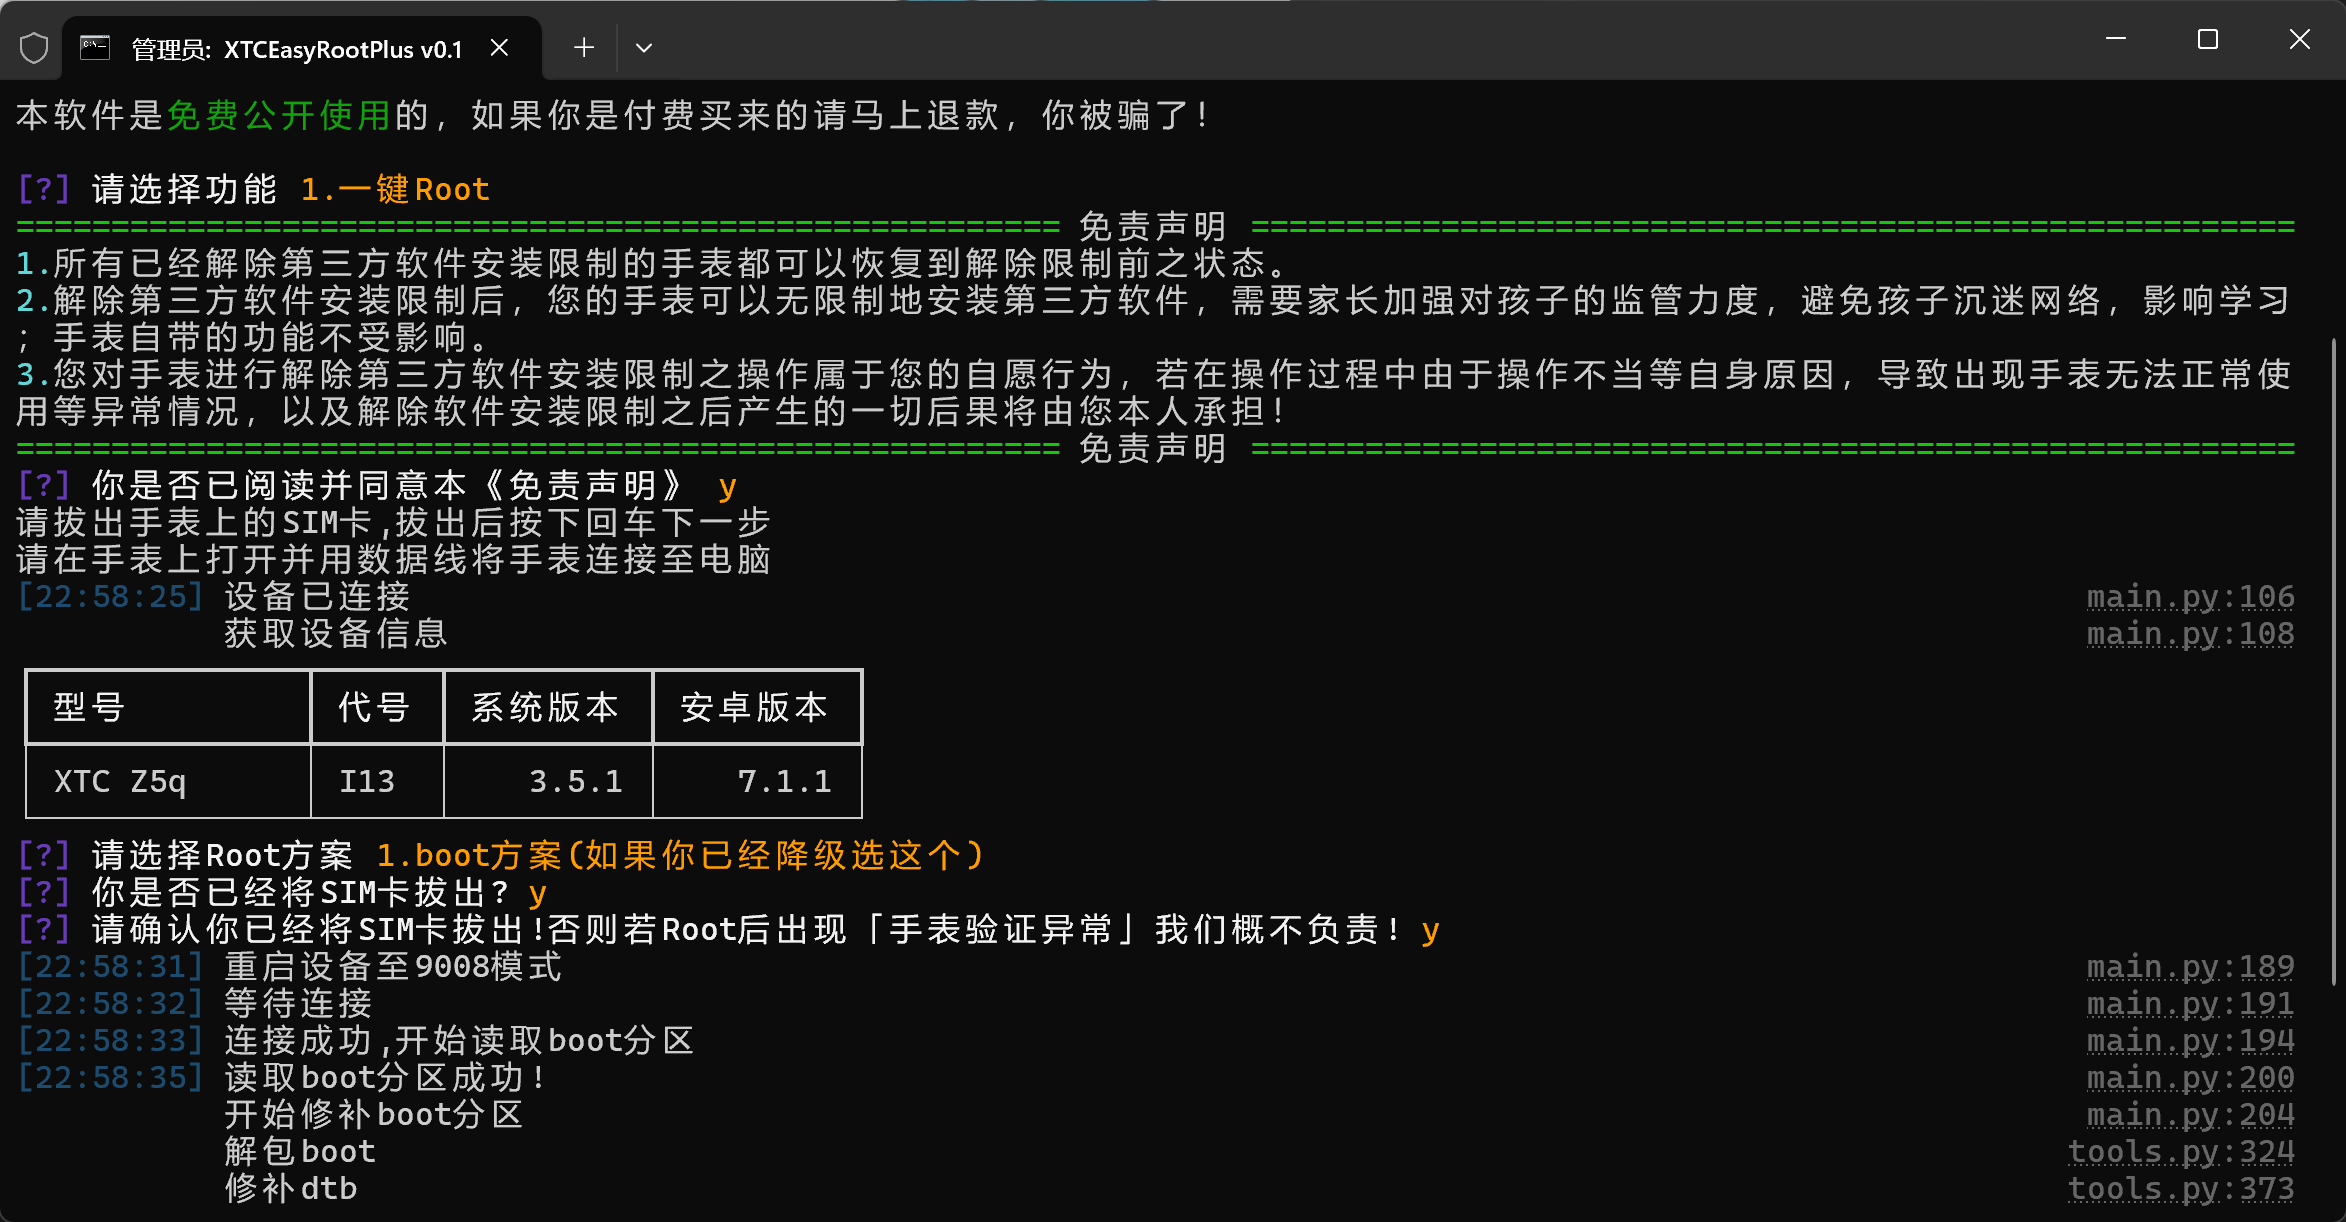 管理员: XTCEasyRootPlus v0.1
本软件是免费公开使用的，如果你是付费买来的请马上退款，你被骗了！
[?] 请选择功能 1.一键Root
======================================================= 免责声明 =======================================================
1.所有已经解除第三方软件安装限制的手表都可以恢复到解除限制前之状态。
2.解除第三方软件安装限制后，您的手表可以无限制地安装第三方软件，需要家长加强对孩子的监管力度，避免孩子沉迷网络，影响学习
；手表自带的功能不受影响。
3.您对手表进行解除第三方软件安装限制之操作属于您的自愿行为，若在操作过程中由于操作不当等自身原因，导致出现手表无法正常使
用等异常情况，以及解除软件安装限制之后产生的一切后果将由您本人承担！
======================================================= 免责声明 =======================================================
[?] 你是否已阅读并同意本《免责声明》 y
请拔出手表上的SIM卡,拔出后按下回车下一步
请在手表上打开并用数据线将手表连接至电脑
[22:58:25] 设备已连接 main.py:106
获取设备信息 main.py:108
型号 代号 系统版本 安卓版本
XTC Z5q I13 3.5.1 7.1.1
[?] 请选择Root方案 1.boot方案(如果你已经降级选这个)
[?] 你是否已经将SIM卡拔出? y
[?] 请确认你已经将SIM卡拔出!否则若Root后出现「手表验证异常」我们概不负责! y
[22:58:31] 重启设备至9008模式 main.py:189
[22:58:32] 等待连接 main.py:191
[22:58:33] 连接成功,开始读取boot分区 main.py:194
[22:58:35] 读取boot分区成功! main.py:200
开始修补boot分区 main.py:204
解包boot tools.py:324
修补dtb tools.py:373